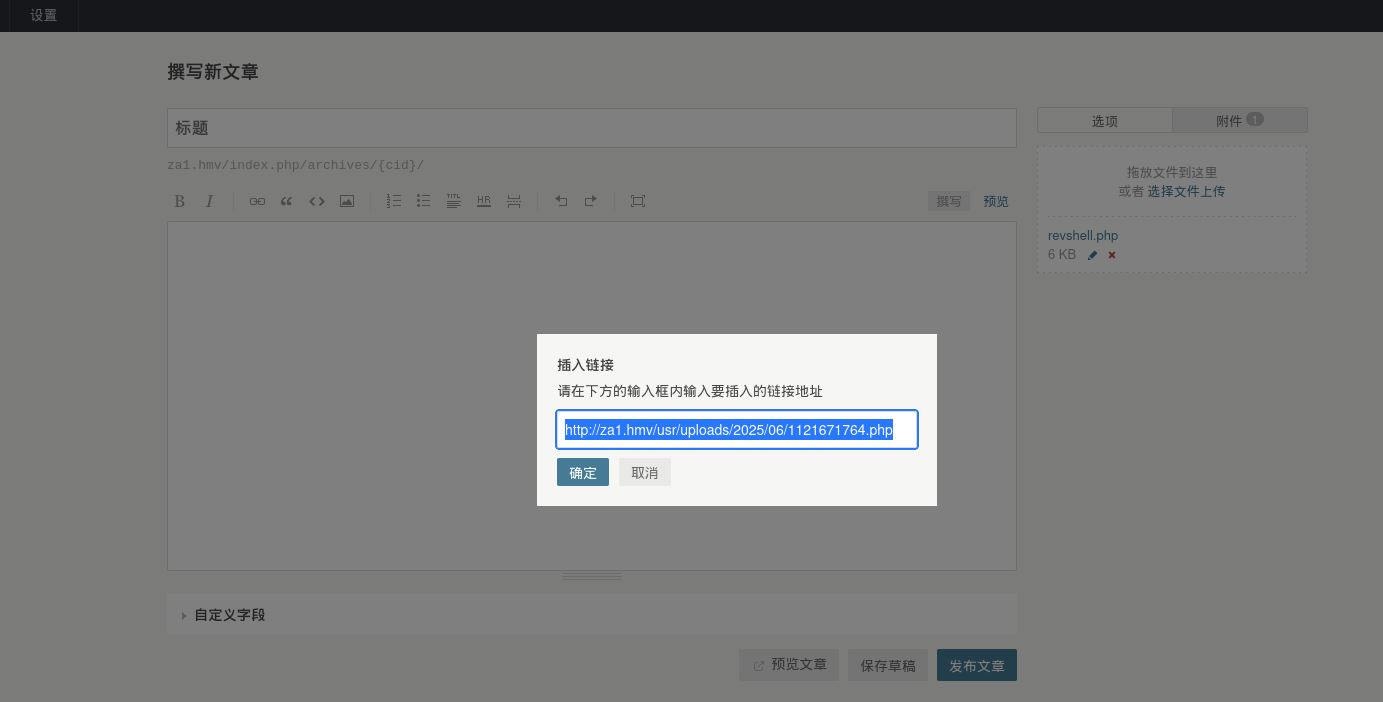 设置
撰写新文章
标题
za1.hmv/index.php/archives/{cid}/
B I TITL HR 撰写 预览
选项 附件 1
拖放文件到这里
或者 选择文件上传
revshell.php
6 KB
插入链接
请在下方的输入框内输入要插入的链接地址
http://za1.hmv/usr/uploads/2025/06/1121671764.php
确定 取消
自定义字段
预览文章 保存草稿 发布文章